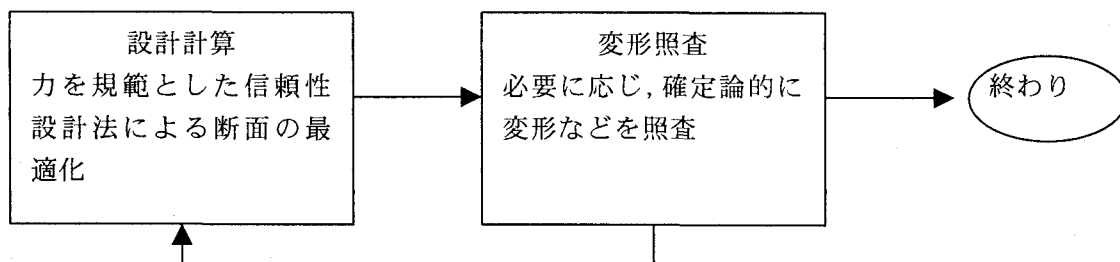 設計計算
力を規範とした信頼性
設計法による断面の最
適化
変形照査
必要に応じ,確定論的に
変形などを照査
終わり